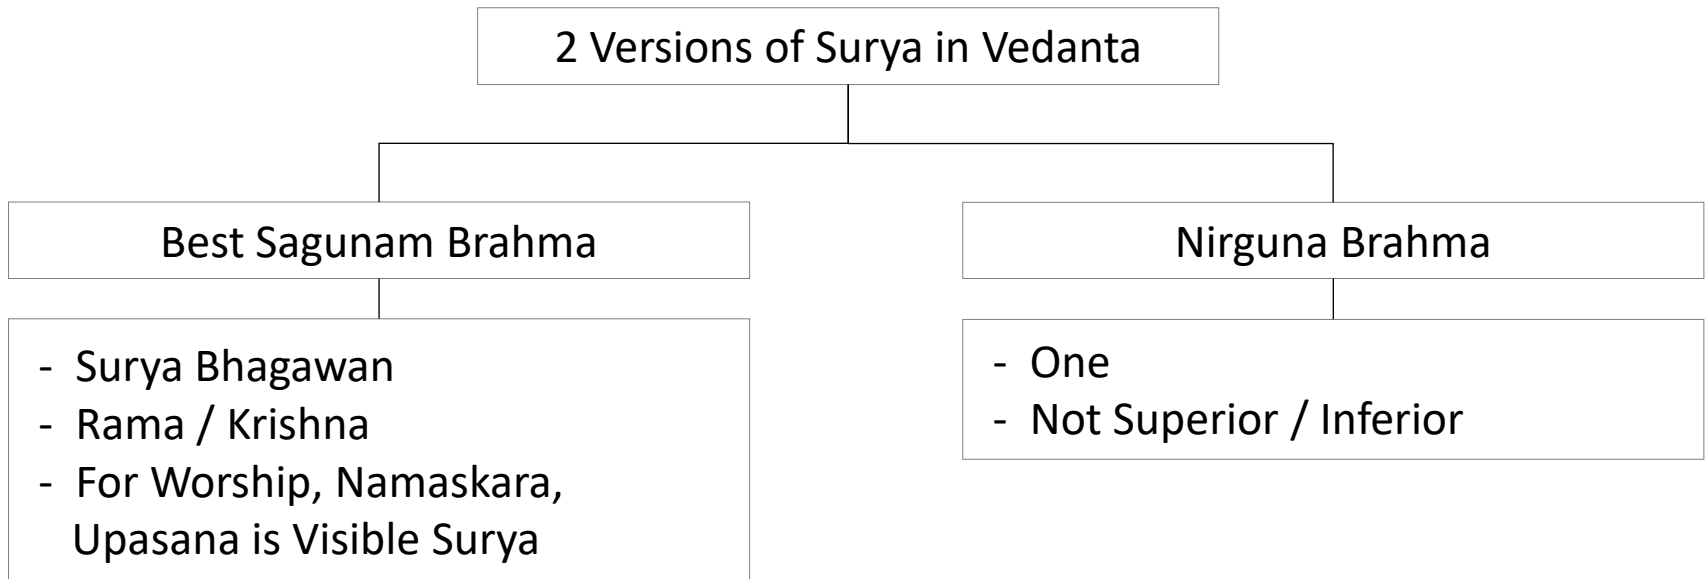 2 Versions of Surya in Vedanta
Best Sagunam Brahma
Nirguna Brahma
- Surya Bhagawan
- Rama / Krishna
- For Worship, Namaskara,
Upasana is Visible Surya
- One
- Not Superior / Inferior